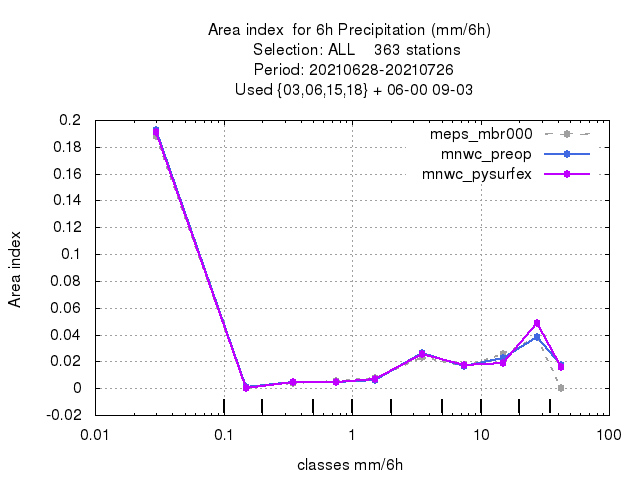 Area index for 6h Precipitation (mm/6h)
Selection: ALL 363 stations
Period: 20210628-20210726
Used {03,06,15,18} + 06-00 09-03
meps_mbr000
mnwc_preop
mnwc_pysurfex
0.2
0.18
0.16
0.14
0.12
0.1
0.08
0.06
0.04
0.02
0
-0.02
Area index
0.01
0.1
1
10
100
classes mm/6h